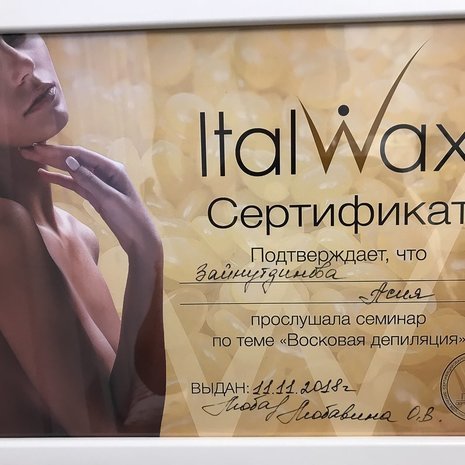 ItalWax
Сертификат
Подтверждает, что
Зайнутдинова
Асия
прослушала семинар
по теме «Восковая депиляция»
ВЫДАН: 11.11.2018г
Любавина О.В.